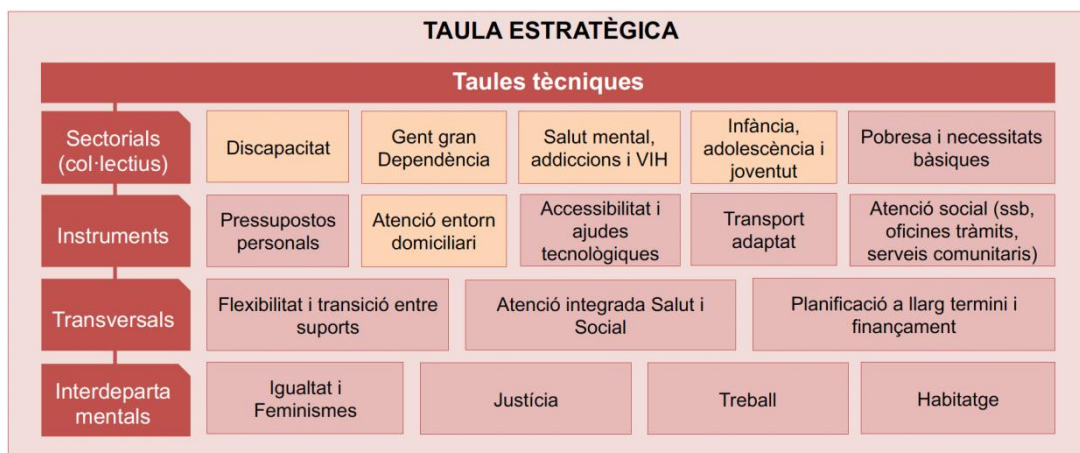 TAULA ESTRATÈGICA
Taules tècniques
Sectorials
(col·lectius)
Discapacitat
Gent gran
Dependència
Salut mental,
addiccions i VIH
Infància,
adolescència i
joventut
Pobresa i necessitats
bàsiques
Instruments
Pressupostos
personals
Atenció entorn
domiciliari
Accessibilitat i
ajudes
tecnològiques
Transport
adaptat
Atenció social (ssb,
oficines tràmits,
serveis comunitaris)
Transversals
Flexibilitat i transició entre
suports
Atenció integrada Salut i
Social
Planificació a llarg termini i
finançament
Interdeparta
mentals
Igualtat i
Feminismes
Justícia
Treball
Habitatge